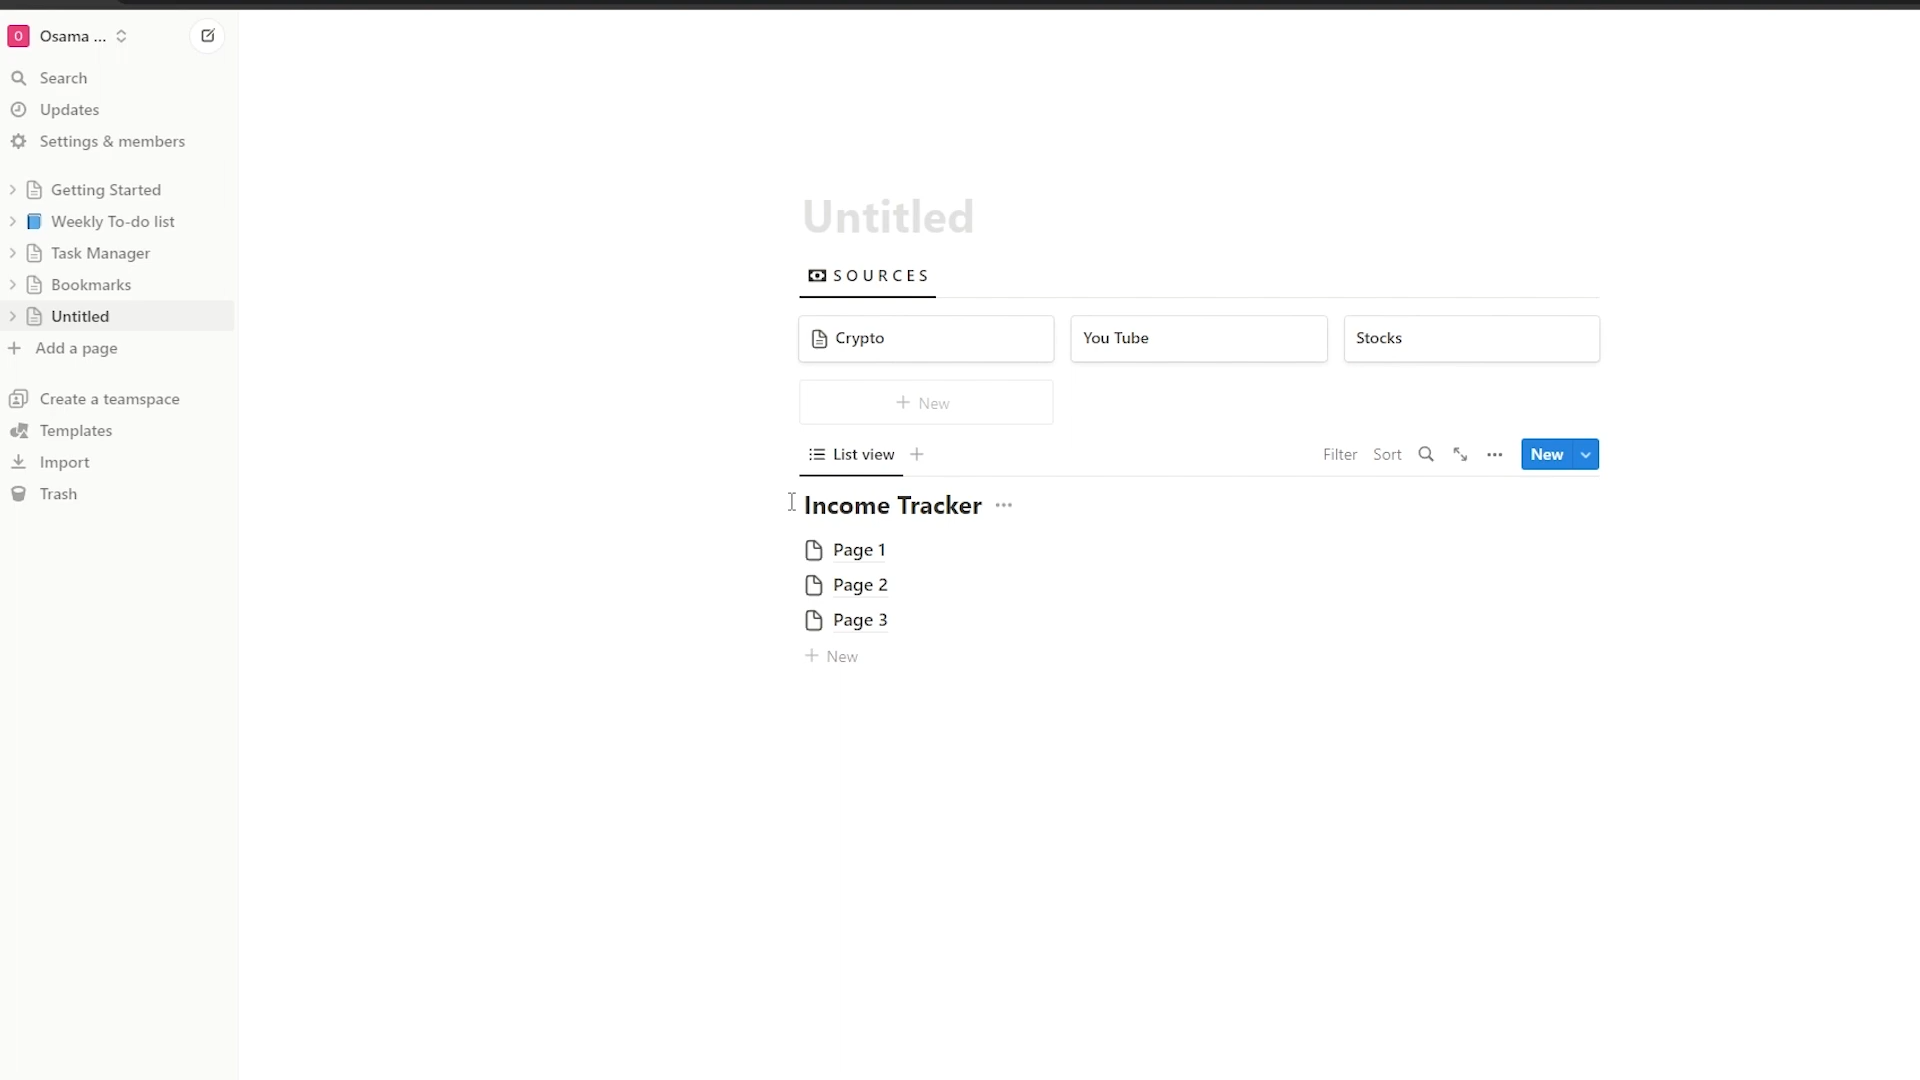 O Osama ...
Search
Updates
Settings & members
Getting Started
Weekly To-do list
Task Manager
Bookmarks
Untitled
Add a page
Create a teamspace
Templates
Import
Trash
Untitled
SOURCES
Crypto
You Tube
Stocks
New
List view
Filter Sort New
Income Tracker
Page 1
Page 2
Page 3
New